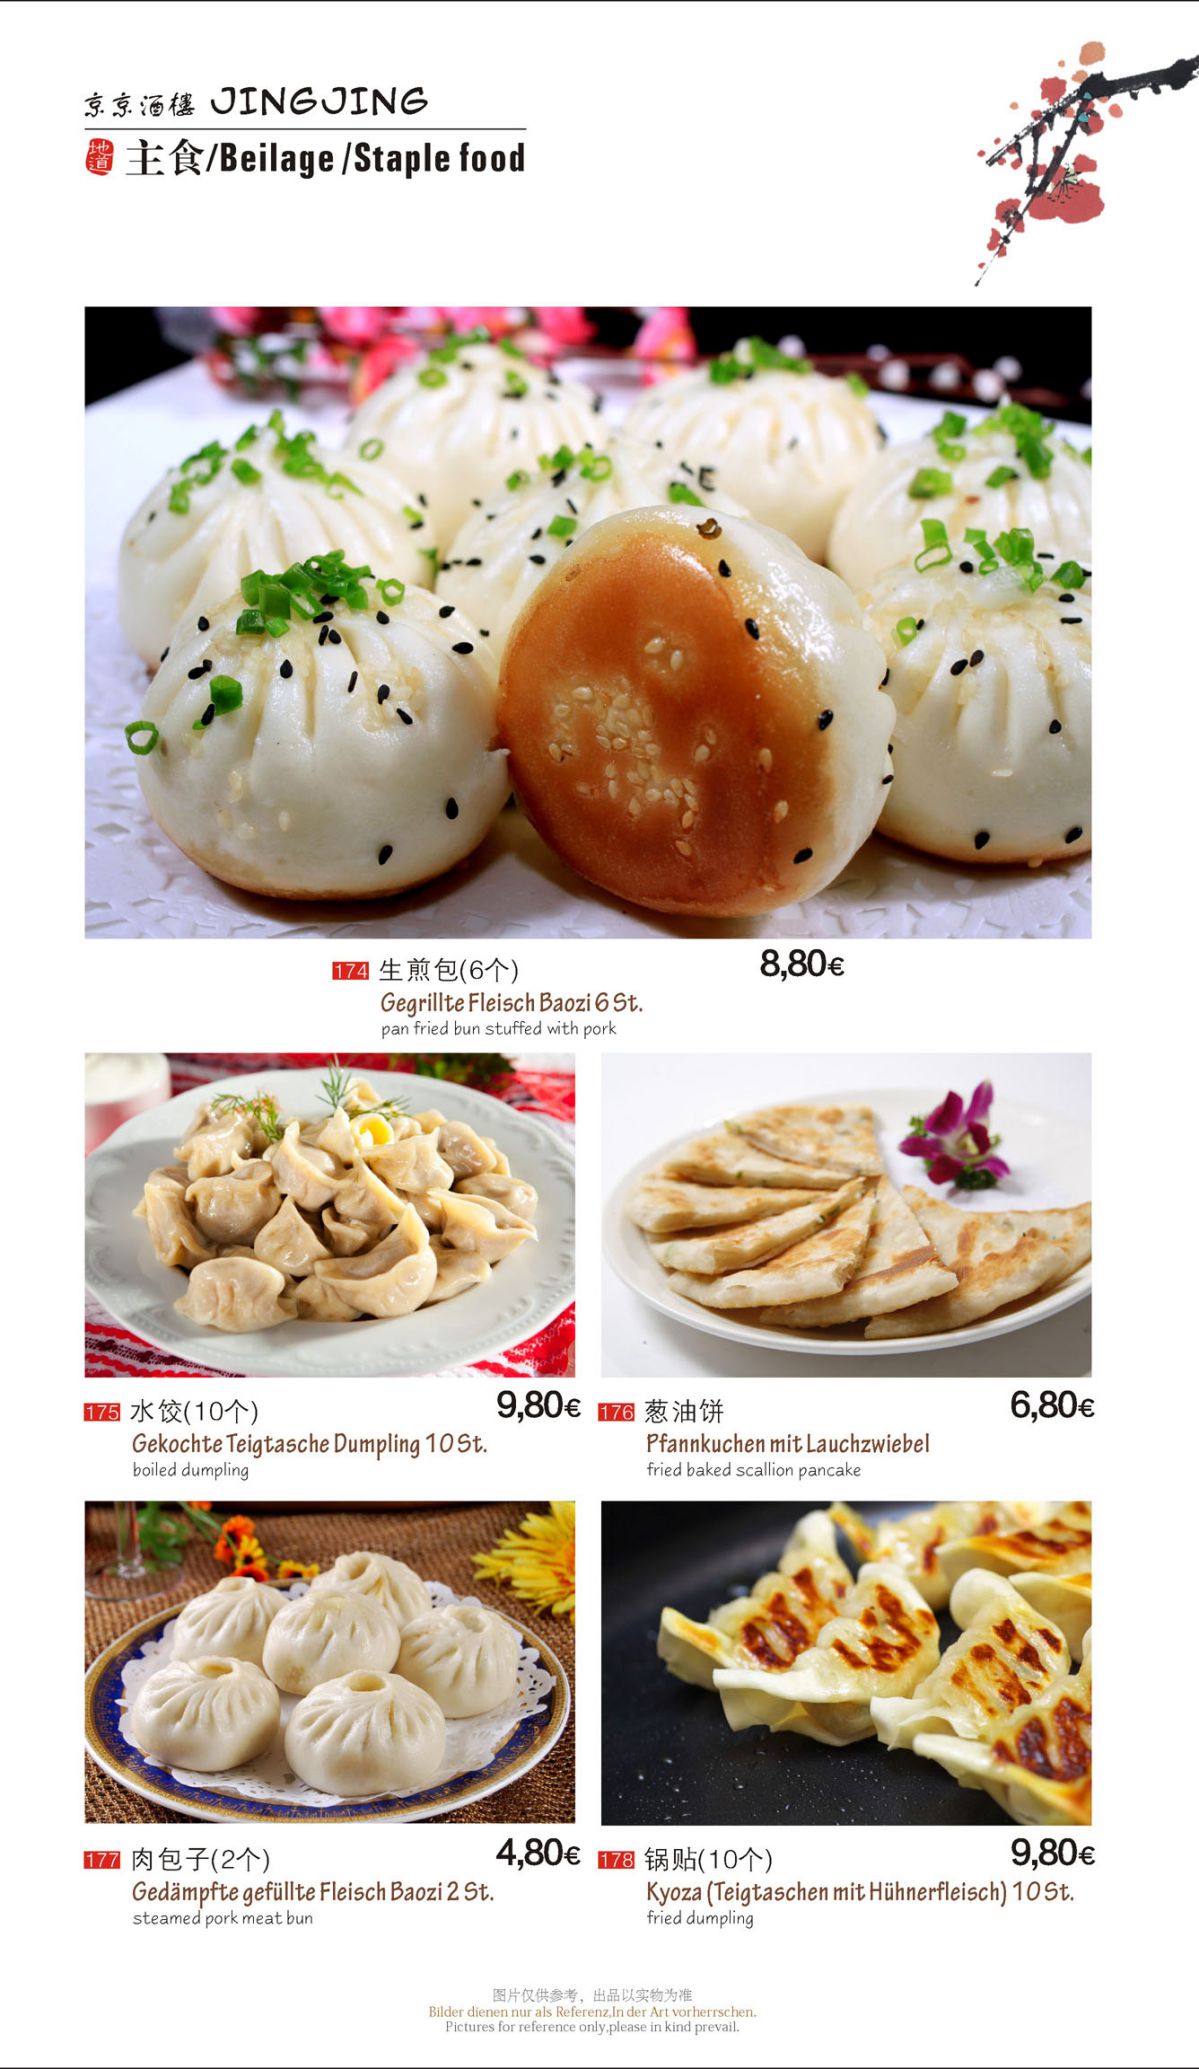 京京酒樓 JINGJING
地道 主食/Beilage /Staple food
174 生煎包(6个) 8,80€
Gegrillte Fleisch Baozi 6 St.
pan fried bun stuffed with pork
175 水饺(10个) 9,80€
Gekochte Teigtasche Dumpling 10 St.
boiled dumpling
176 葱油饼 6,80€
Pfannkuchen mit Lauchzwiebel
fried baked scallion pancake
177 肉包子(2个) 4,80€
Gedämpfte gefüllte Fleisch Baozi 2 St.
steamed pork meat bun
178 锅贴(10个) 9,80€
Kyoza (Teigtaschen mit Hühnerfleisch) 10 St.
fried dumpling
图片仅供参考，出品以实物为准
Bilder dienen nur als Referenz,In der Art vorherrschen.
Pictures for reference only,please in kind prevail.